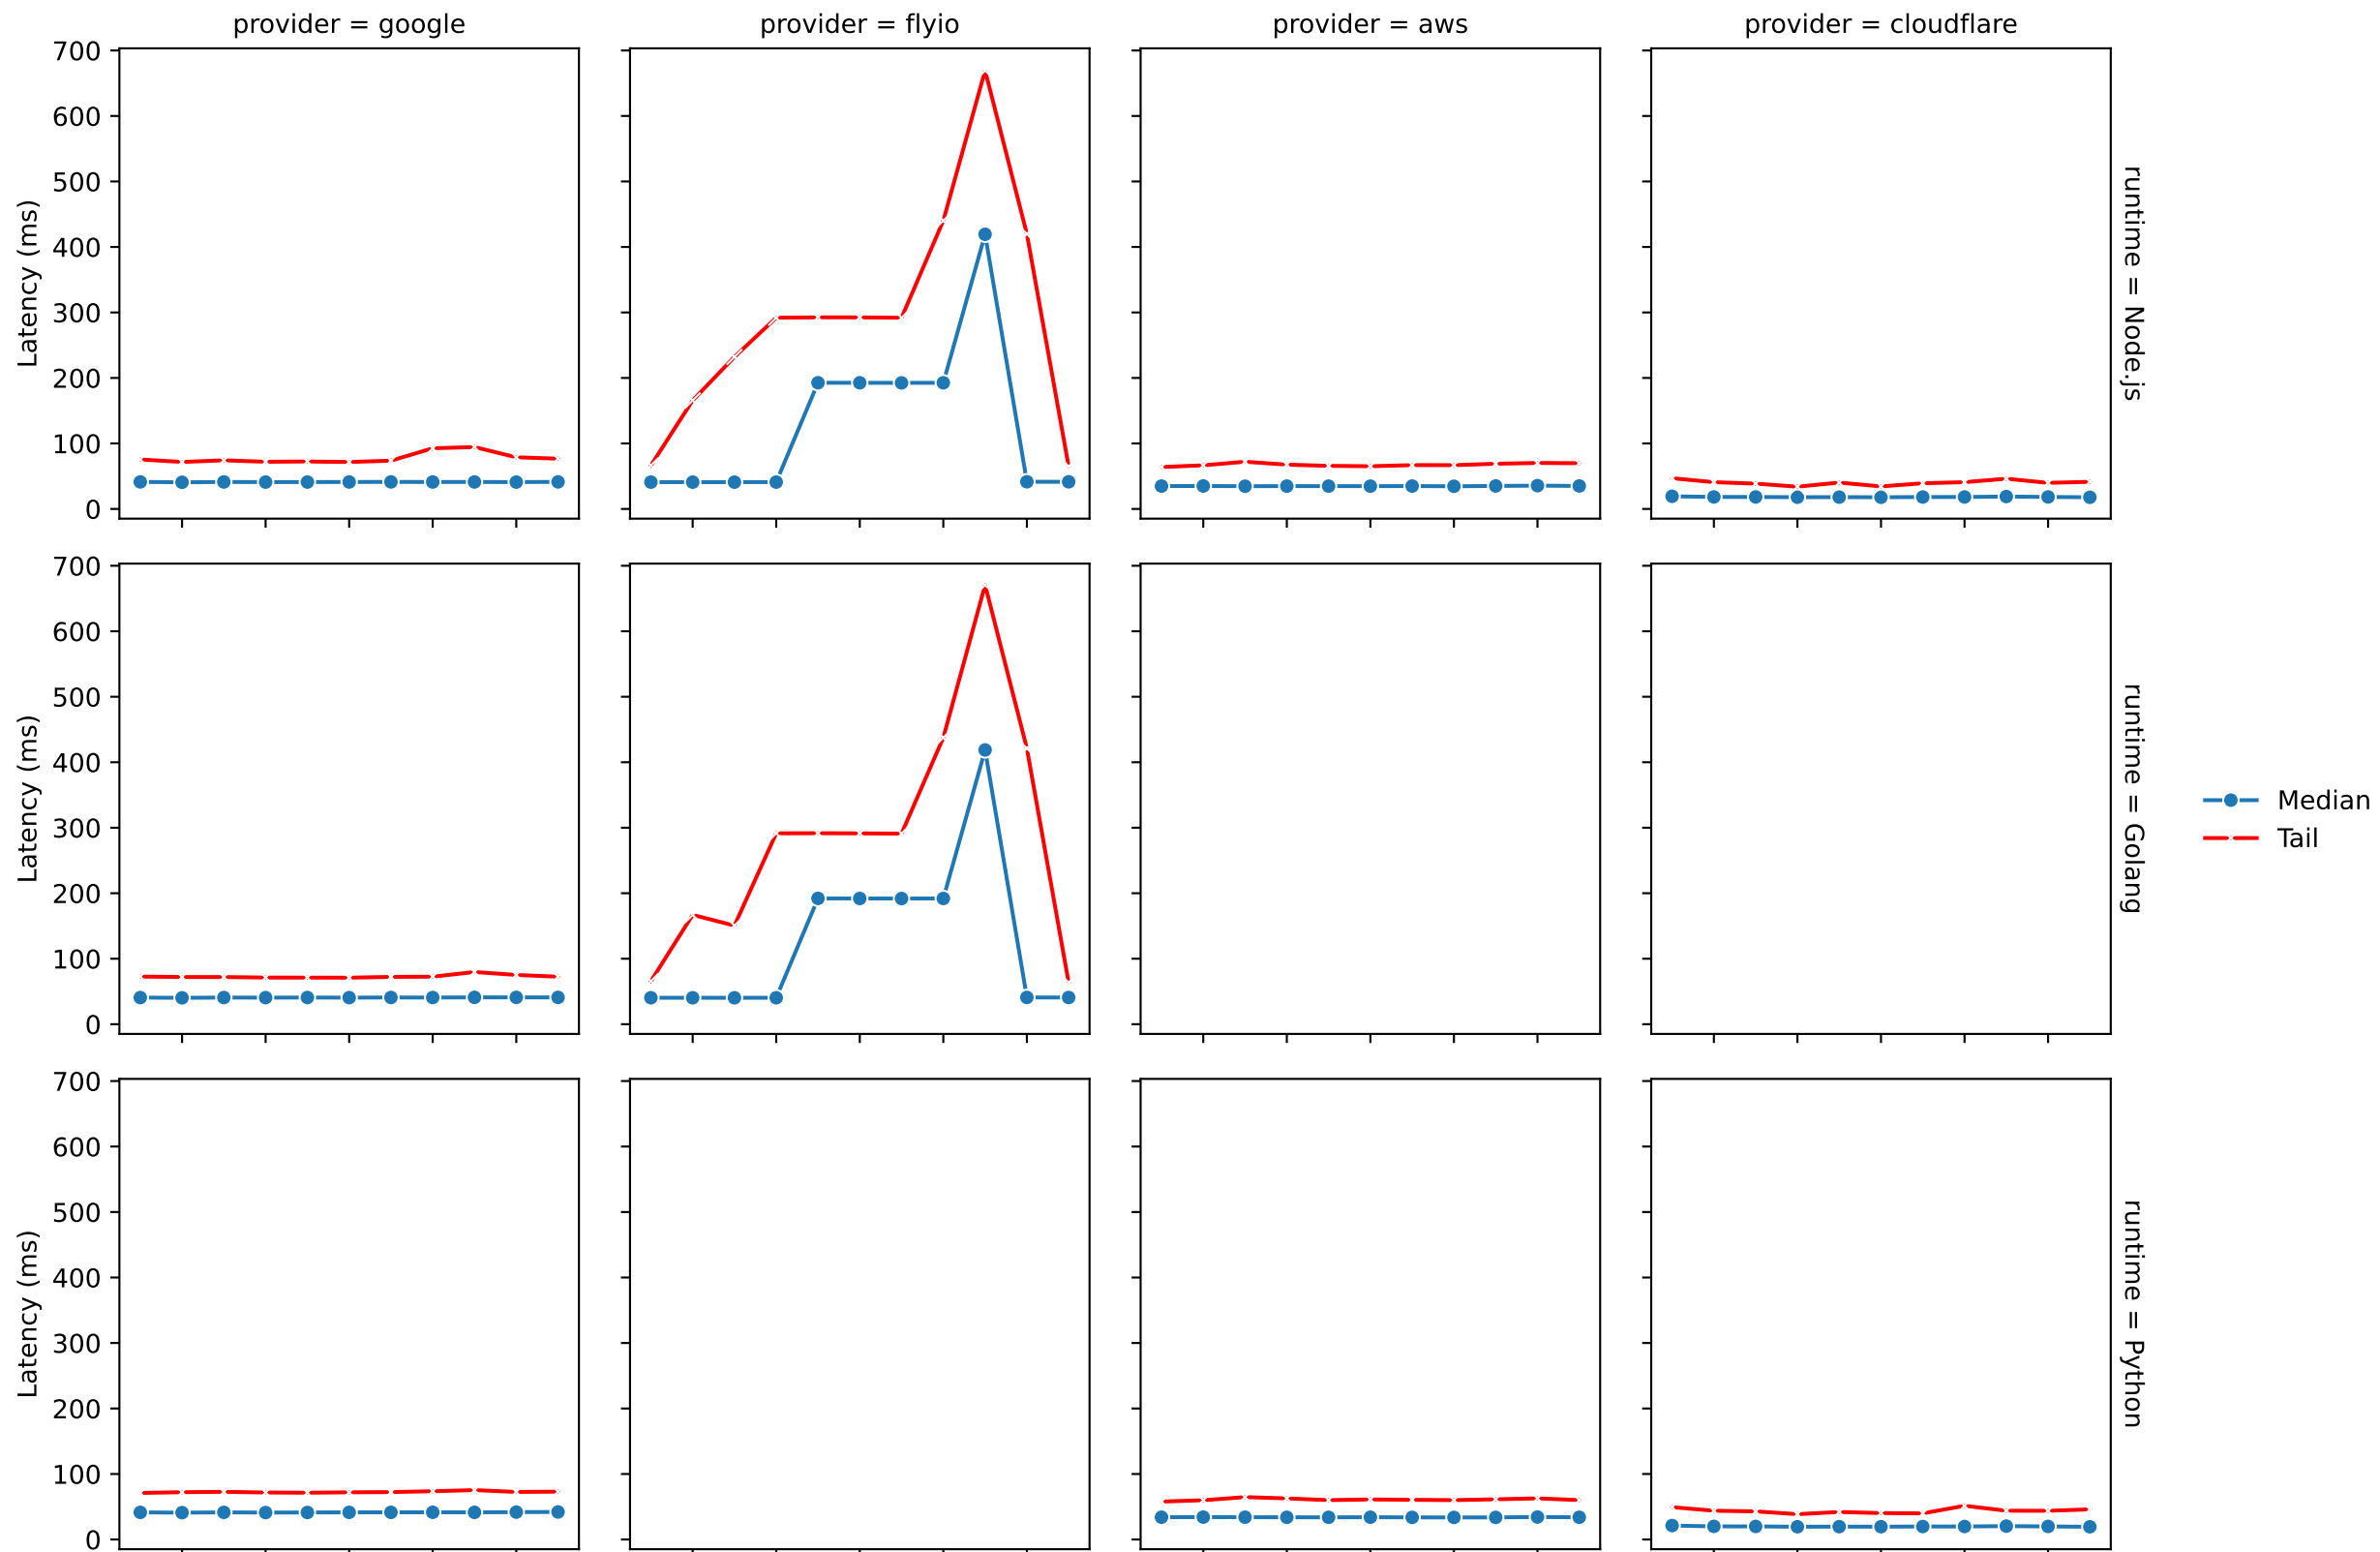 provider = google
provider = flyio
provider = aws
provider = cloudflare
700
600
500
400
300
200
100
0
Latency (ms)
runtime = Node.js
700
600
500
400
300
200
100
0
Latency (ms)
runtime = Golang
Median
Tail
700
600
500
400
300
200
100
0
Latency (ms)
runtime = Python